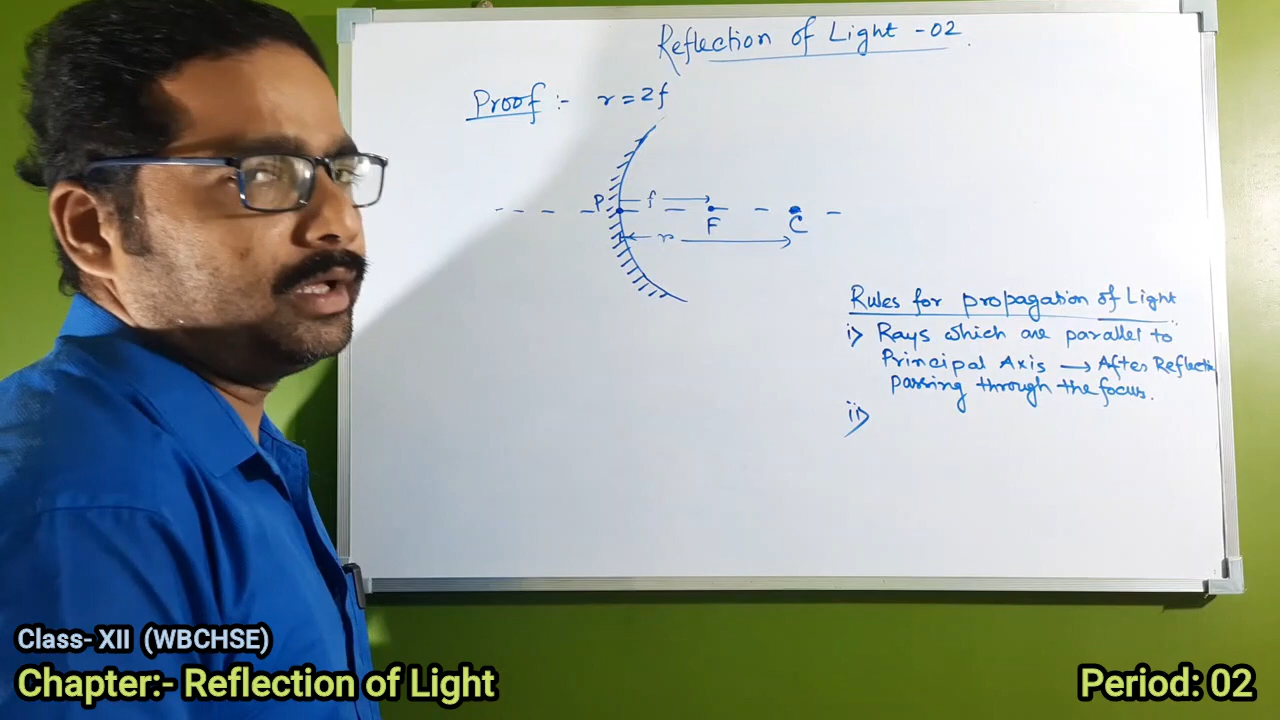 Reflection of Light - 02
Proof :- r = 2f
P f F C
r
Rules for propagation of Light
i> Rays which are parallel to
Principal Axis → After Reflectio
passing through the focus.
ii>
Class- XII (WBCHSE)
Chapter:- Reflection of Light
Period: 02